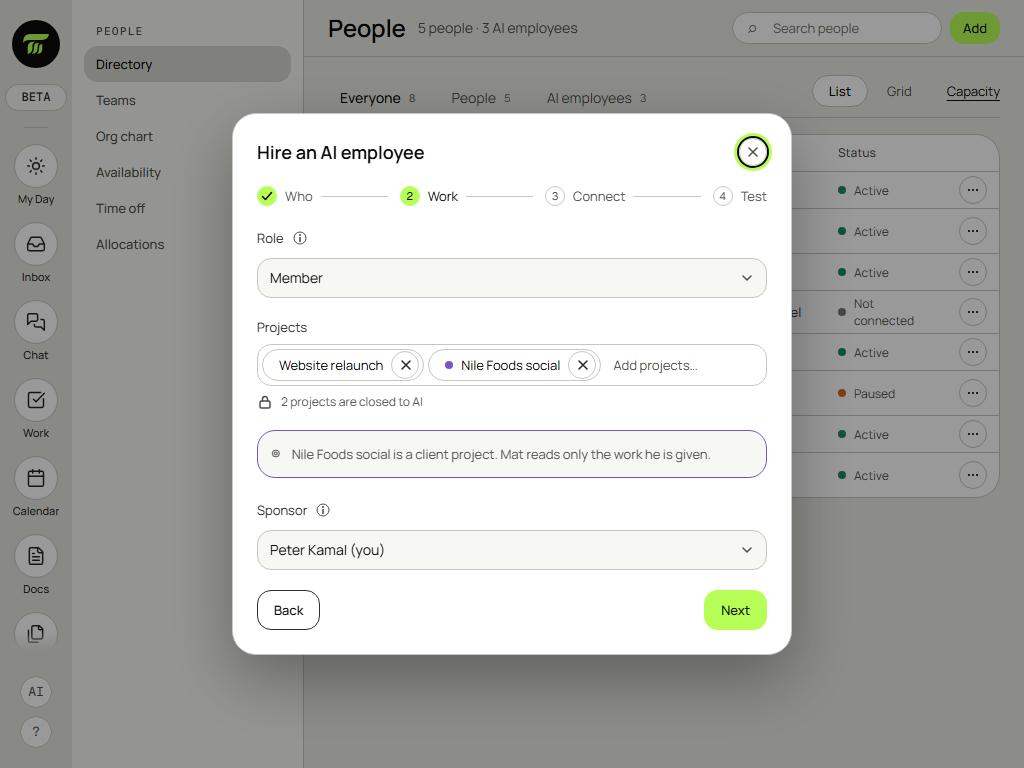 BETA
My Day
Inbox
Chat
Work
Calendar
Docs
AI
?
PEOPLE
Directory
Teams
Org chart
Availability
Time off
Allocations
People
5 people · 3 AI employees
Search people
Add
Everyone 8
People 5
AI employees 3
List
Grid
Capacity
Status
Active
Active
Active
Not
connected
Active
Paused
Active
Active
Hire an AI employee
Who
2 Work
3 Connect
4 Test
Role
Member
Projects
Website relaunch
Nile Foods social
Add projects...
2 projects are closed to AI
Nile Foods social is a client project. Mat reads only the work he is given.
Sponsor
Peter Kamal (you)
Back
Next